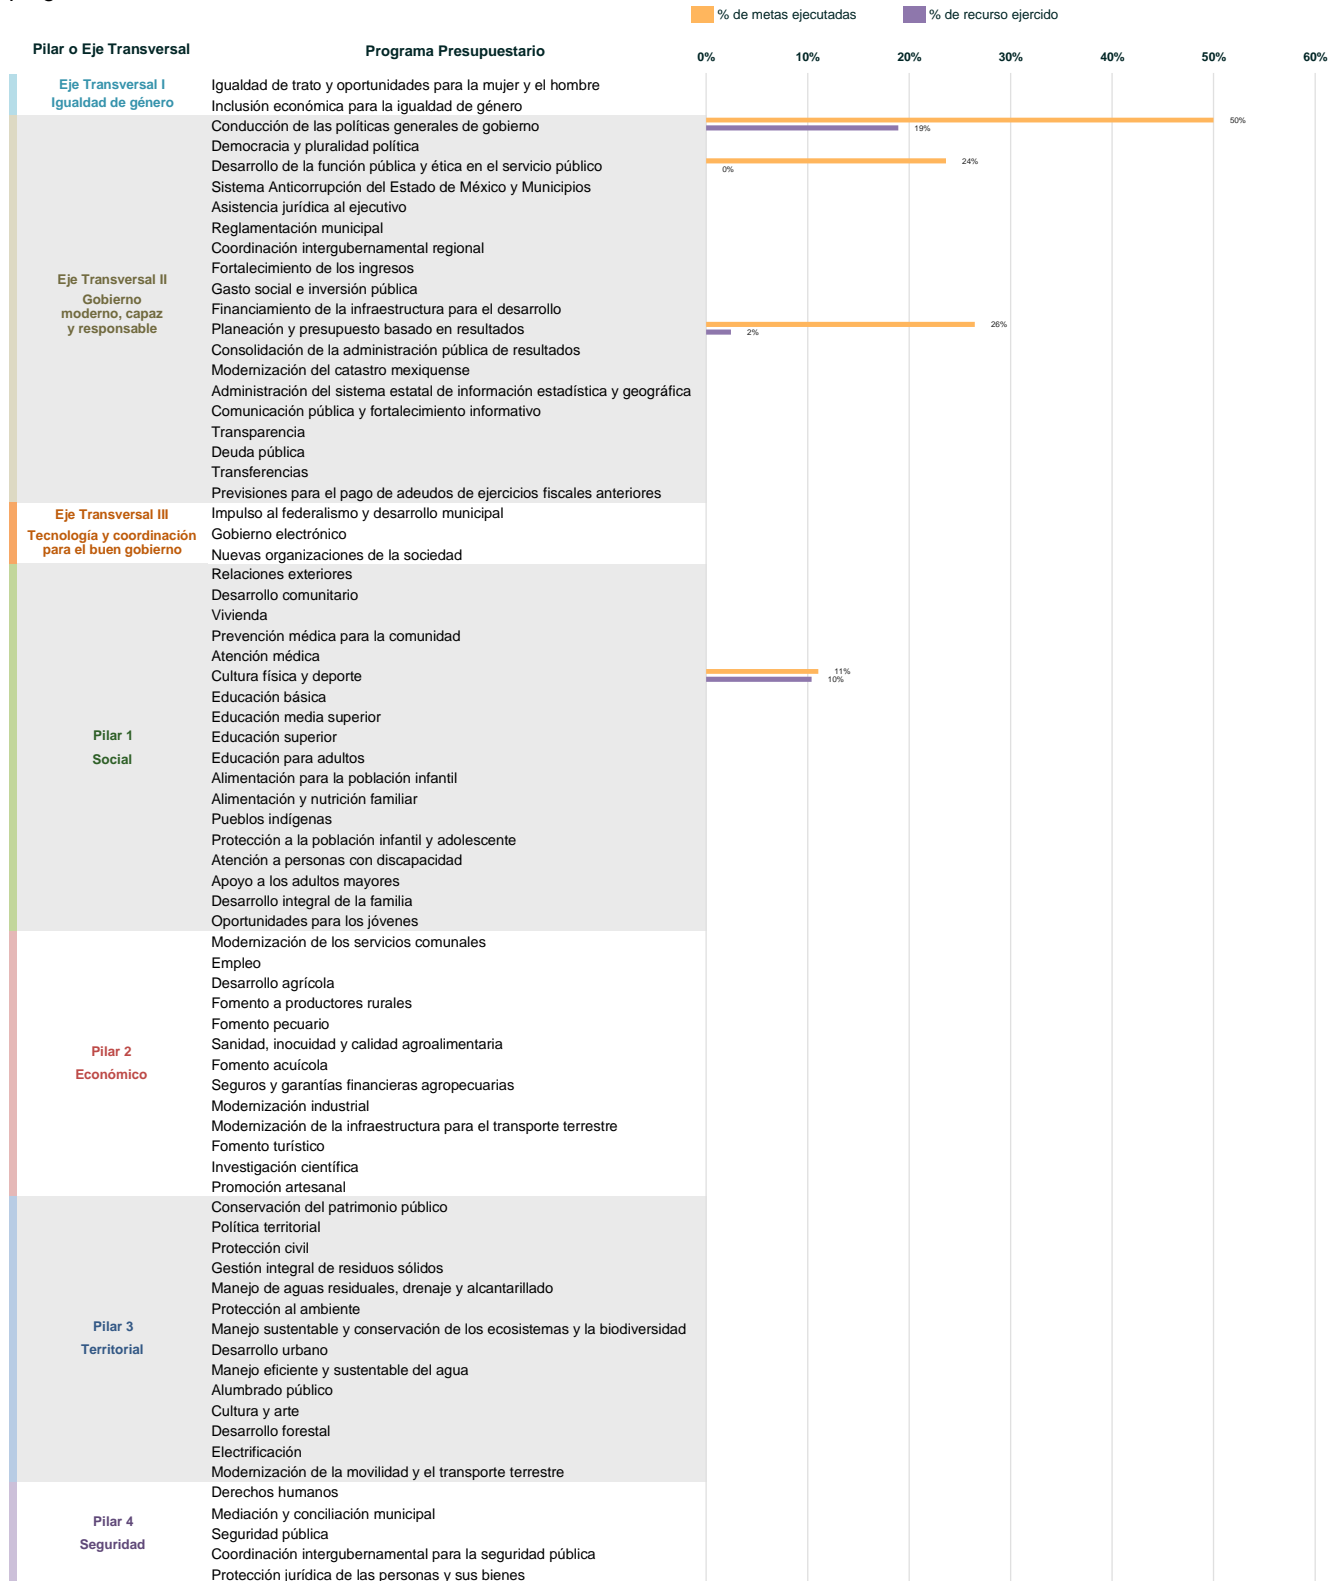 % de metas ejecutadas % de recurso ejercido
Pilar o Eje Transversal Programa Presupuestario 0% 10% 20% 30% 40% 50% 60%
Eje Transversal I
Igualdad de género
Igualdad de trato y oportunidades para la mujer y el hombre
Inclusión económica para la igualdad de género
Eje Transversal II
Gobierno
moderno, capaz
y responsable
Conducción de las políticas generales de gobierno 50%
19%
Democracia y pluralidad política
Desarrollo de la función pública y ética en el servicio público 24%
0%
Sistema Anticorrupción del Estado de México y Municipios
Asistencia jurídica al ejecutivo
Reglamentación municipal
Coordinación intergubernamental regional
Fortalecimiento de los ingresos
Gasto social e inversión pública
Financiamiento de la infraestructura para el desarrollo
Planeación y presupuesto basado en resultados 26%
2%
Consolidación de la administración pública de resultados
Modernización del catastro mexiquense
Administración del sistema estatal de información estadística y geográfica
Comunicación pública y fortalecimiento informativo
Transparencia
Deuda pública
Transferencias
Previsiones para el pago de adeudos de ejercicios fiscales anteriores
Eje Transversal III
Tecnología y coordinación
para el buen gobierno
Impulso al federalismo y desarrollo municipal
Gobierno electrónico
Nuevas organizaciones de la sociedad
Pilar 1
Social
Relaciones exteriores
Desarrollo comunitario
Vivienda
Prevención médica para la comunidad
Atención médica
Cultura física y deporte 11%
10%
Educación básica
Educación media superior
Educación superior
Educación para adultos
Alimentación para la población infantil
Alimentación y nutrición familiar
Pueblos indígenas
Protección a la población infantil y adolescente
Atención a personas con discapacidad
Apoyo a los adultos mayores
Desarrollo integral de la familia
Oportunidades para los jóvenes
Pilar 2
Económico
Modernización de los servicios comunales
Empleo
Desarrollo agrícola
Fomento a productores rurales
Fomento pecuario
Sanidad, inocuidad y calidad agroalimentaria
Fomento acuícola
Seguros y garantías financieras agropecuarias
Modernización industrial
Modernización de la infraestructura para el transporte terrestre
Fomento turístico
Investigación científica
Promoción artesanal
Pilar 3
Territorial
Conservación del patrimonio público
Política territorial
Protección civil
Gestión integral de residuos sólidos
Manejo de aguas residuales, drenaje y alcantarillado
Protección al ambiente
Manejo sustentable y conservación de los ecosistemas y la biodiversidad
Desarrollo urbano
Manejo eficiente y sustentable del agua
Alumbrado público
Cultura y arte
Desarrollo forestal
Electrificación
Modernización de la movilidad y el transporte terrestre
Pilar 4
Seguridad
Derechos humanos
Mediación y conciliación municipal
Seguridad pública
Coordinación intergubernamental para la seguridad pública
Protección jurídica de las personas y sus bienes